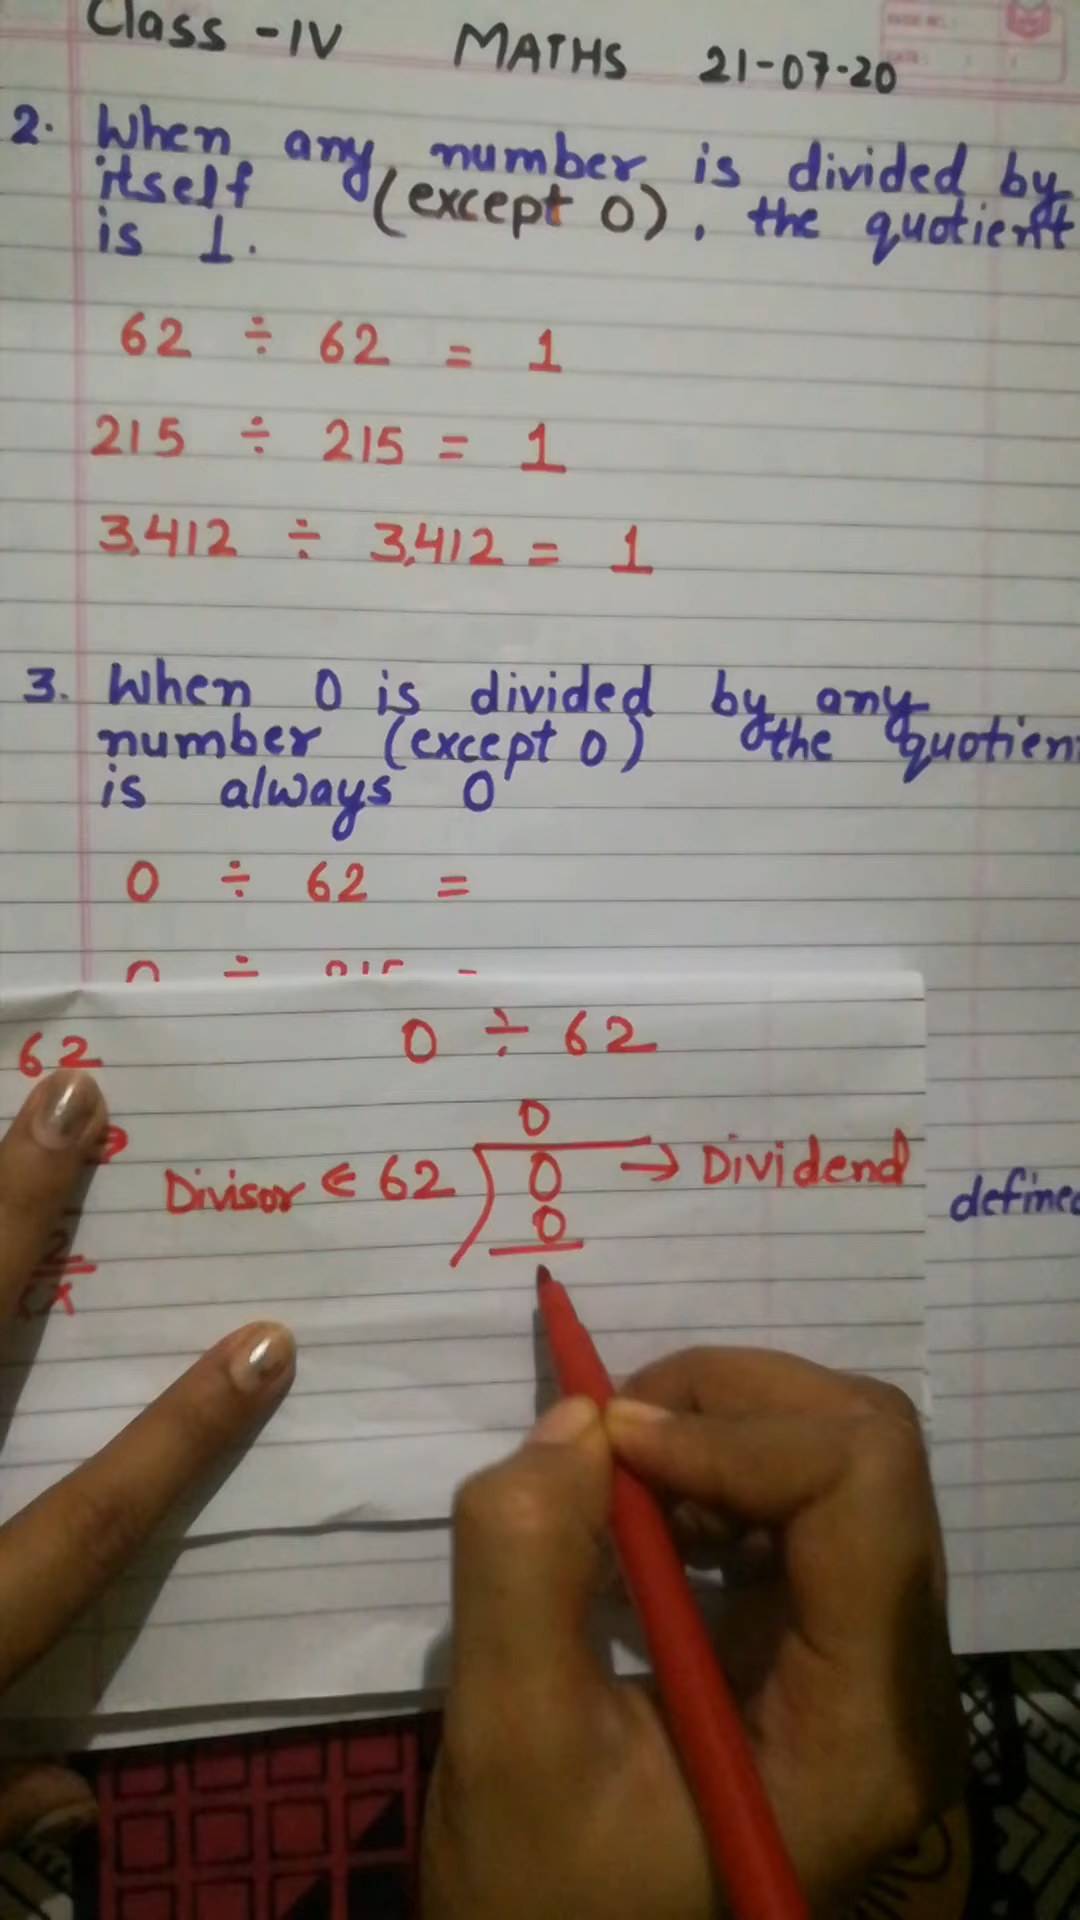 Class -IV MATHS 21-07-20
2. When any number is divided by
itself (except 0), the quotient
is 1.
62 ÷ 62 = 1
215 ÷ 215 = 1
3,412 ÷ 3,412 = 1
3. When 0 is divided by any
number (except 0) the quotien
is always 0
0 ÷ 62 =
62
0 ÷ 62
0
Divisor ← 62 0 → Dividend
0
define